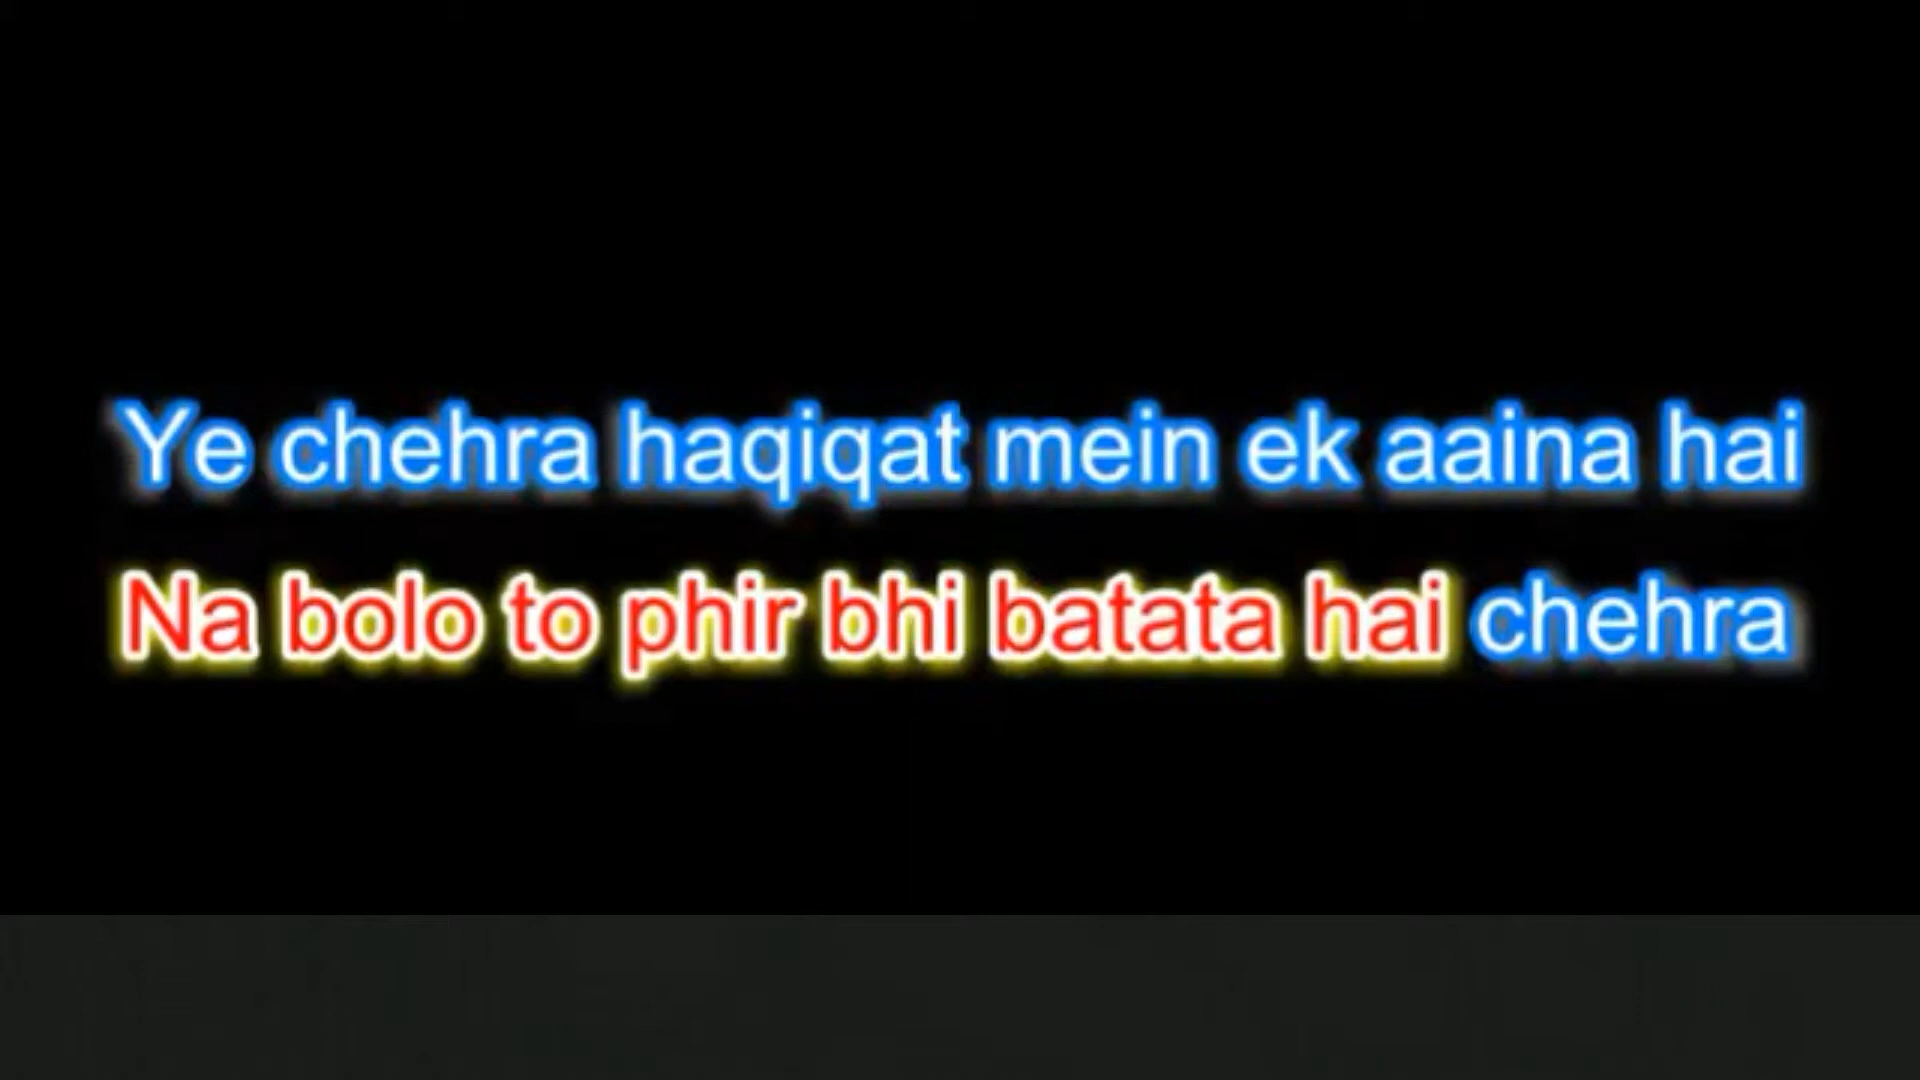 Ye chehra haqiqat mein ek aaina hai
Na bolo to phir bhi batata hai chehra